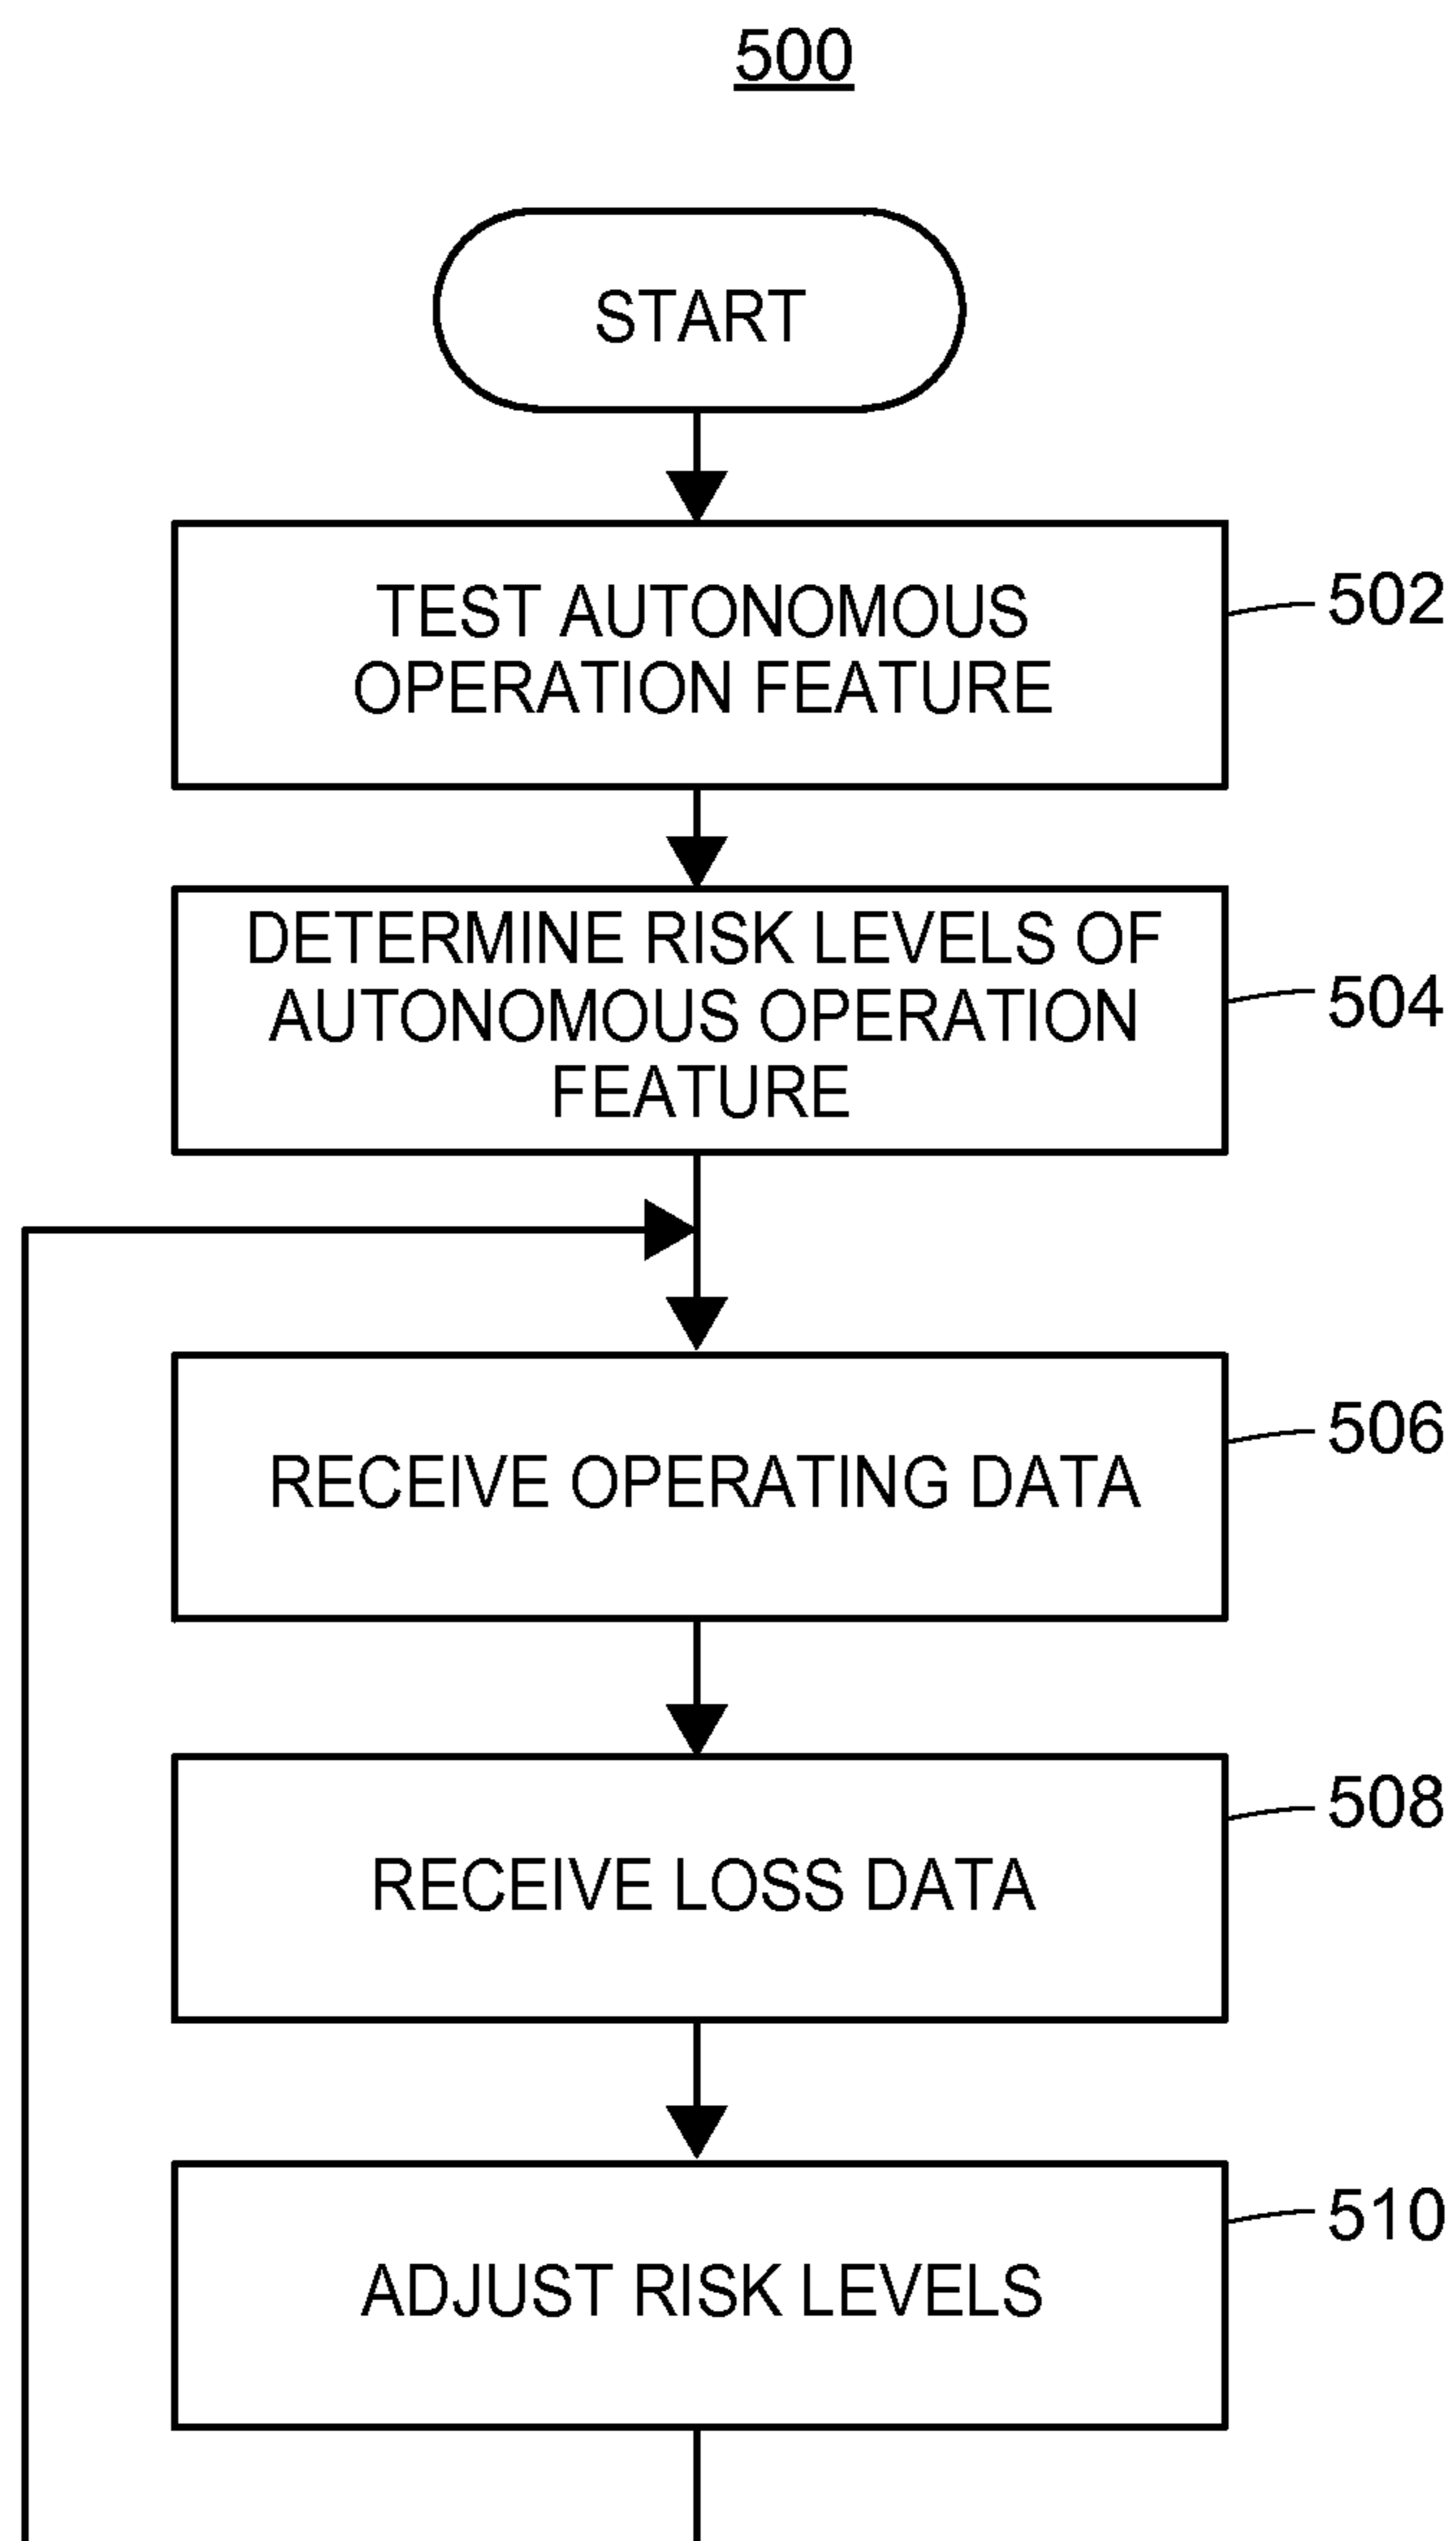 500
START
TEST AUTONOMOUS
OPERATION FEATURE
502
DETERMINE RISK LEVELS OF
AUTONOMOUS OPERATION
FEATURE
504
RECEIVE OPERATING DATA
506
RECEIVE LOSS DATA
508
ADJUST RISK LEVELS
510